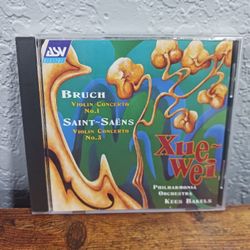 ASV
BRUCH
VIOLIN CONCERTO
NO.1
SAINT-SAËNS
VIOLIN CONCERTO
NO.3
Xue-
Wei
PHILHARMONIA
ORCHESTRA
KEES BAKELS